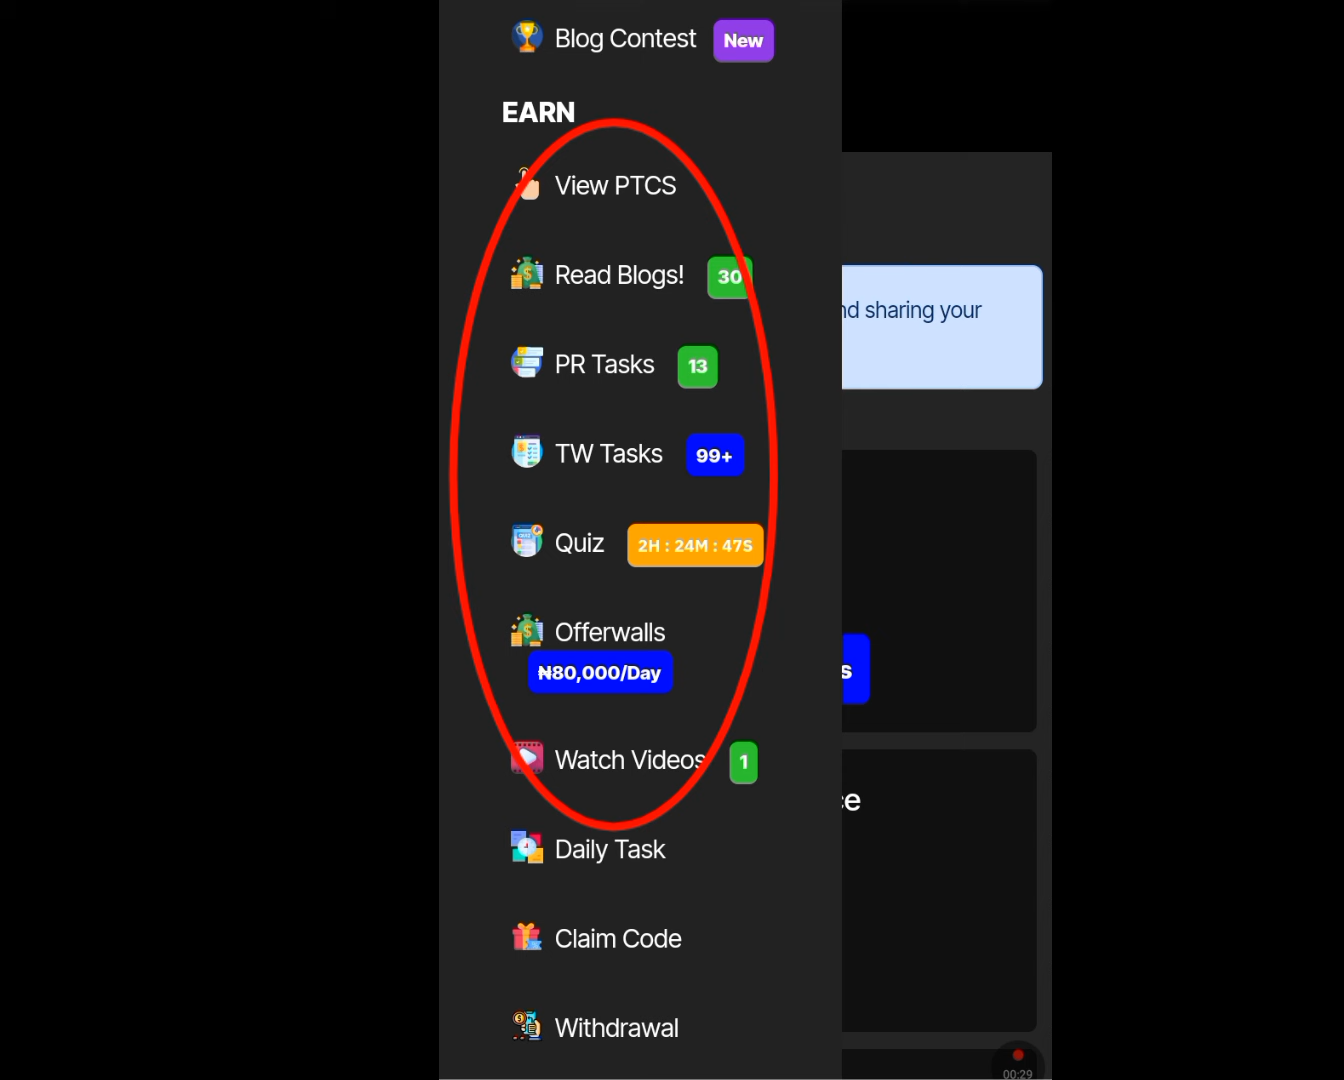 Blog Contest New
EARN
View PTCS
Read Blogs! 30
PR Tasks 13
TW Tasks 99+
Quiz 2H : 24M : 47S
Offerwalls
₦80,000/Day
Watch Videos 1
Daily Task
Claim Code
Withdrawal
sharing your
00:29